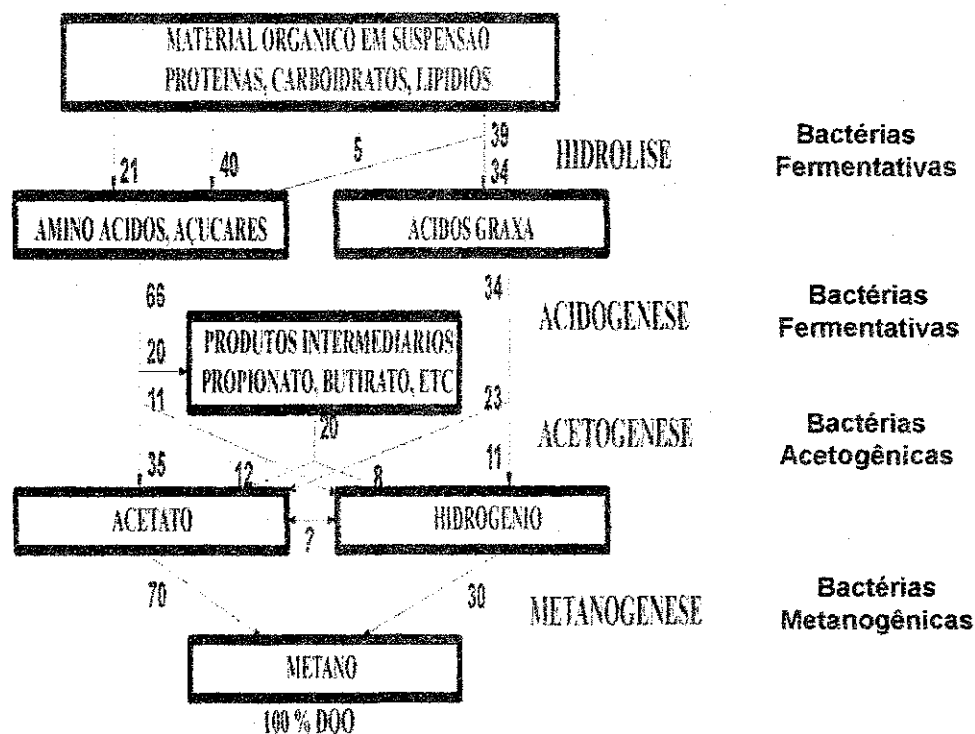 MATERIAL ORGANICO EM SUSPENSAO
PROTEINAS, CARBOIDRATOS, LIPIDIOS
21
40
5
39
34
HIDROLISE
Bactérias
Fermentativas
AMINO ACIDOS, AÇUCARES
ACIDOS GRAXA
66
34
ACIDOGENESE
Bactérias
Fermentativas
20
PRODUTOS INTERMEDIARIOS
PROPIONATO, BUTIRATO, ETC
11
23
20
ACETOGENESE
Bactérias
Acetogênicas
35
12
8
11
ACETATO
?
HIDROGENIO
70
30
METANOGENESE
Bactérias
Metanogênicas
METANO
100 % DQO